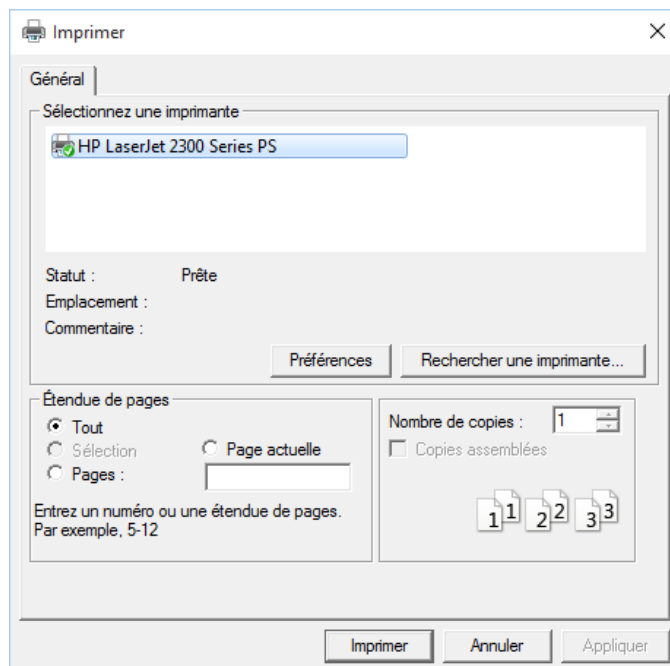 Imprimer
Général
Sélectionnez une imprimante
HP LaserJet 2300 Series PS
Statut : Prête
Emplacement :
Commentaire :
Préférences Rechercher une imprimante...
Étendue de pages
Tout
Sélection Page actuelle
Pages :
Entrez un numéro ou une étendue de pages.
Par exemple, 5-12
Nombre de copies : 1
Copies assemblées
1 1 2 2 3 3
Imprimer Annuler Appliquer